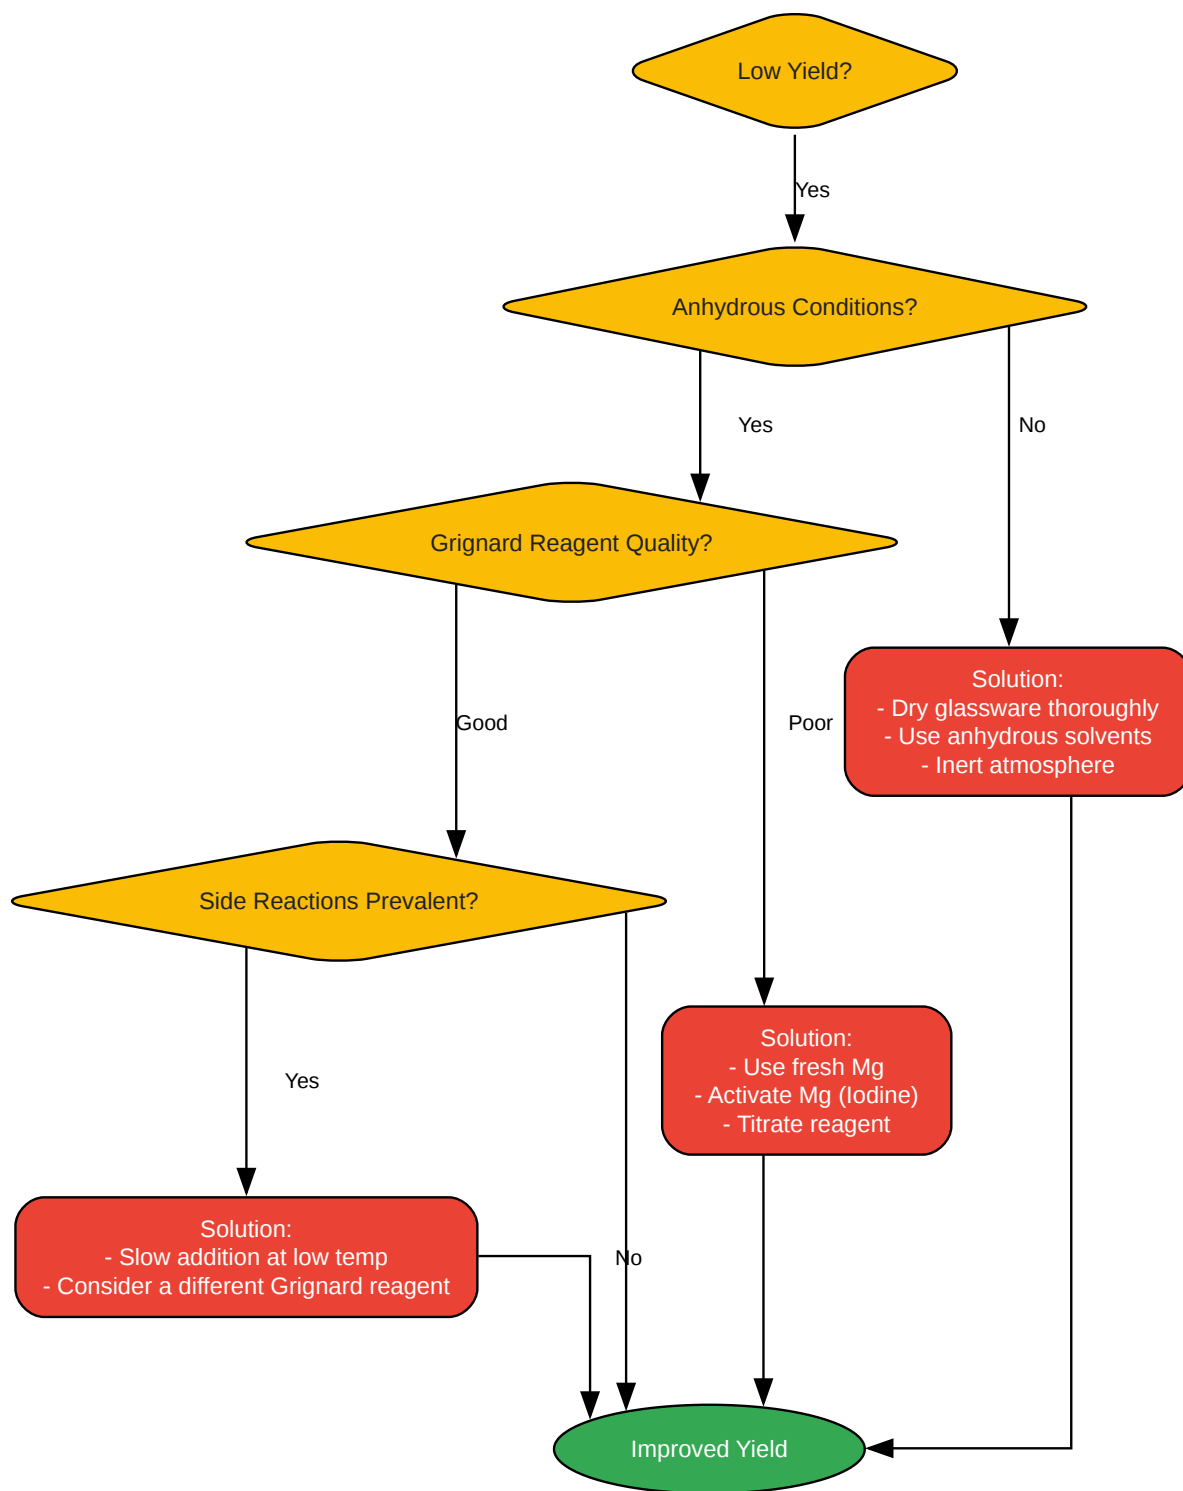 Low Yield?
Yes
Anhydrous Conditions?
Yes
No
Grignard Reagent Quality?
Good
Poor
Solution:
- Dry glassware thoroughly
- Use anhydrous solvents
- Inert atmosphere
Side Reactions Prevalent?
Yes
Solution:
- Use fresh Mg
- Activate Mg (Iodine)
- Titrate reagent
Solution:
- Slow addition at low temp
- Consider a different Grignard reagent
No
Improved Yield